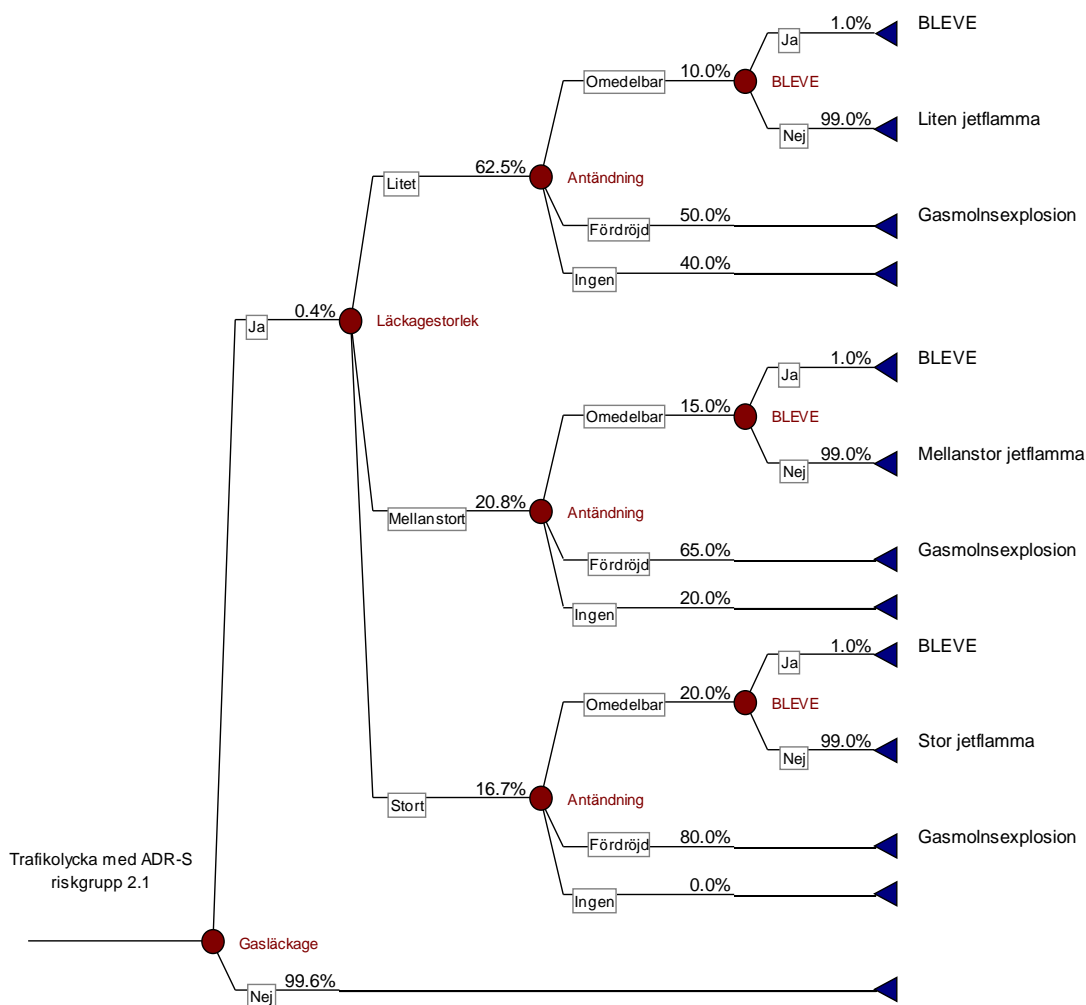 1.0%
BLEVE
Ja
Omedelbar
10.0%
BLEVE
Nej
99.0%
Liten jetflamma
Litet
62.5%
Antändning
Fördröjd
50.0%
Gasmolnsexplosion
Ingen
40.0%
Ja
0.4%
Läckagestorlek
1.0%
BLEVE
Ja
Omedelbar
15.0%
BLEVE
Nej
99.0%
Mellanstor jetflamma
Mellanstort
20.8%
Antändning
Fördröjd
65.0%
Gasmolnsexplosion
Ingen
20.0%
1.0%
BLEVE
Ja
Omedelbar
20.0%
BLEVE
Nej
99.0%
Stor jetflamma
Stort
16.7%
Antändning
Fördröjd
80.0%
Gasmolnsexplosion
Ingen
0.0%
Trafikolycka med ADR-S
riskgrupp 2.1
Gasläckage
Nej
99.6%